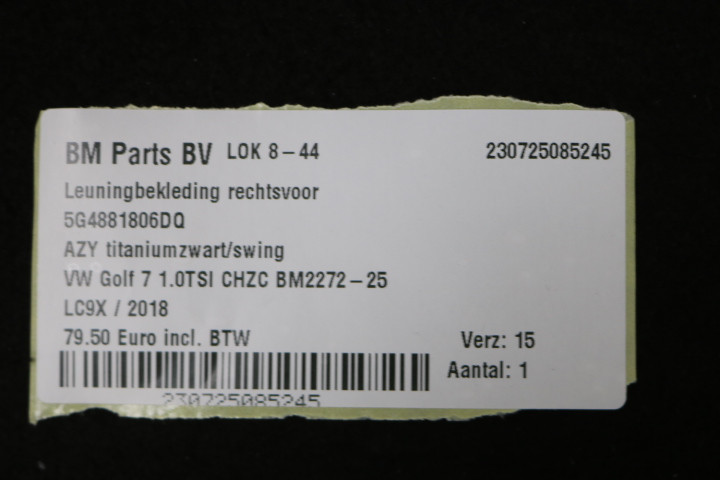 BM Parts BV LOK 8-44 230725085245
Leuningbekleding rechtsvoor
5G4881806DQ
AZY titaniumzwart/swing
VW Golf 7 1.0TSI CHZC BM2272-25
LC9X / 2018
79.50 Euro incl. BTW Verz: 15
Aantal: 1
230725085245